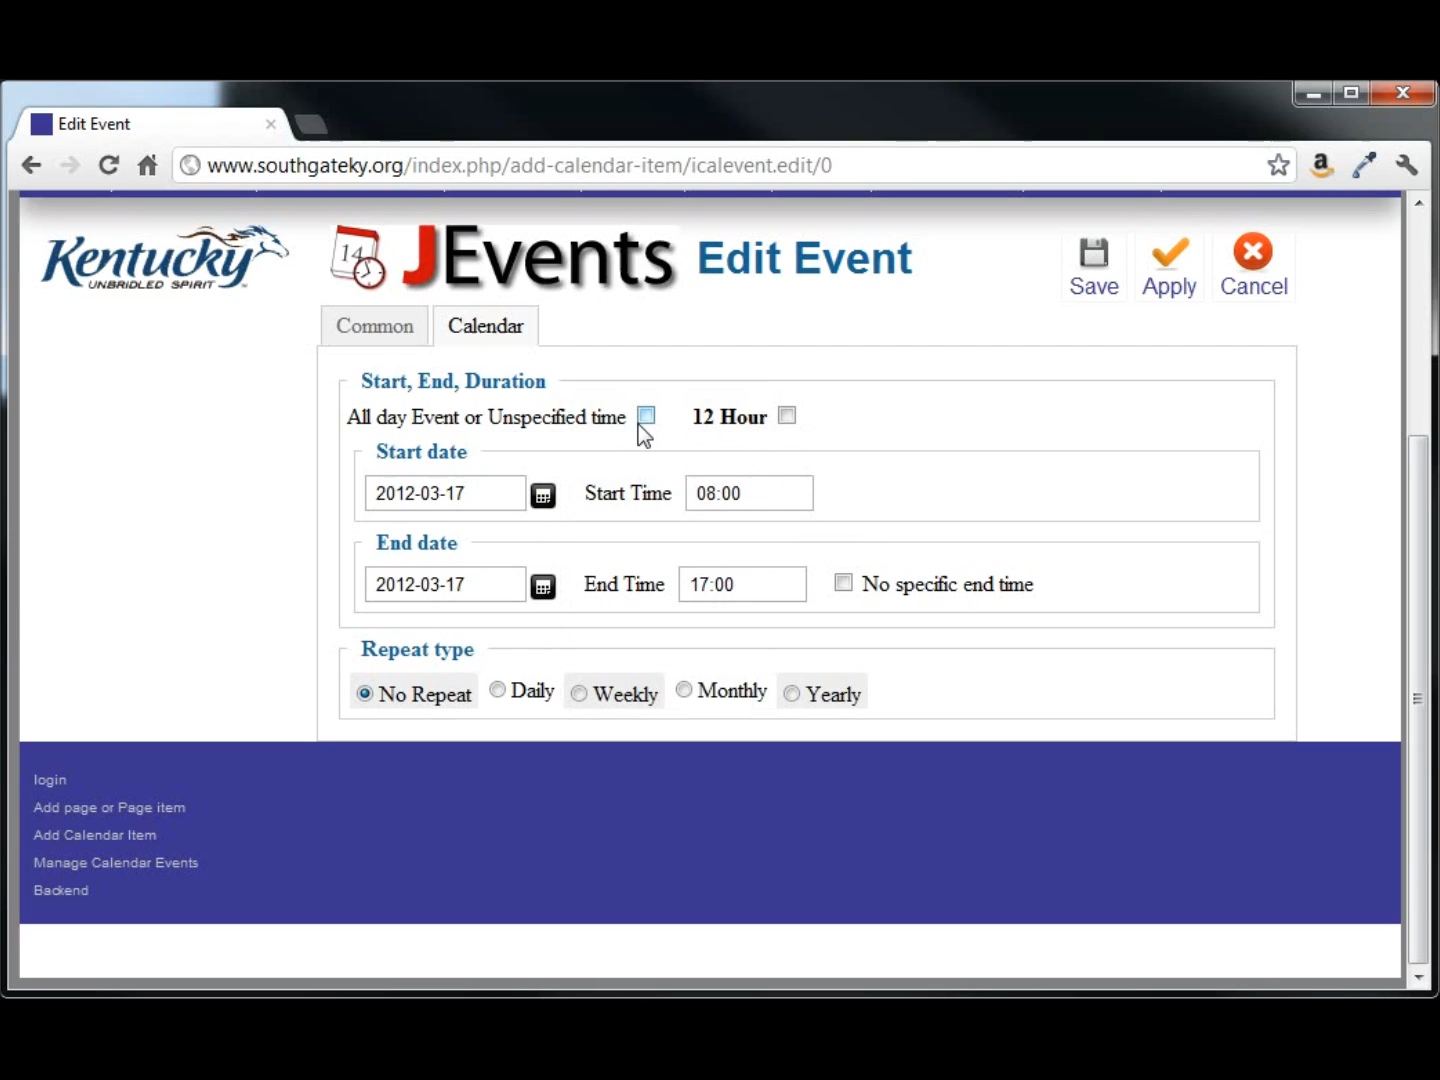 Edit Event
www.southgateky.org/index.php/add-calendar-item/icalevent.edit/0
Kentucky
UNBRIDLED SPIRIT
14
JEvents
Edit Event
Save
Apply
Cancel
Common
Calendar
Start, End, Duration
All day Event or Unspecified time
12 Hour
Start date
2012-03-17
Start Time
08:00
End date
2012-03-17
End Time
17:00
No specific end time
Repeat type
No Repeat
Daily
Weekly
Monthly
Yearly
login
Add page or Page item
Add Calendar Item
Manage Calendar Events
Backend